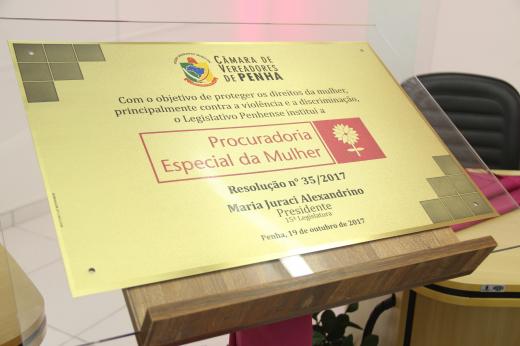 CÂMARA DE
VEREADORES
DE PENHA
Com o objetivo de proteger os direitos da mulher,
principalmente contra a violência e a discriminação,
o Legislativo Penhense institui a
Procuradoria
Especial da Mulher
Resolução nº 35/2017
Maria Juraci Alexandrino
Presidente
15ª Legislatura
Penha, 19 de outubro de 2017